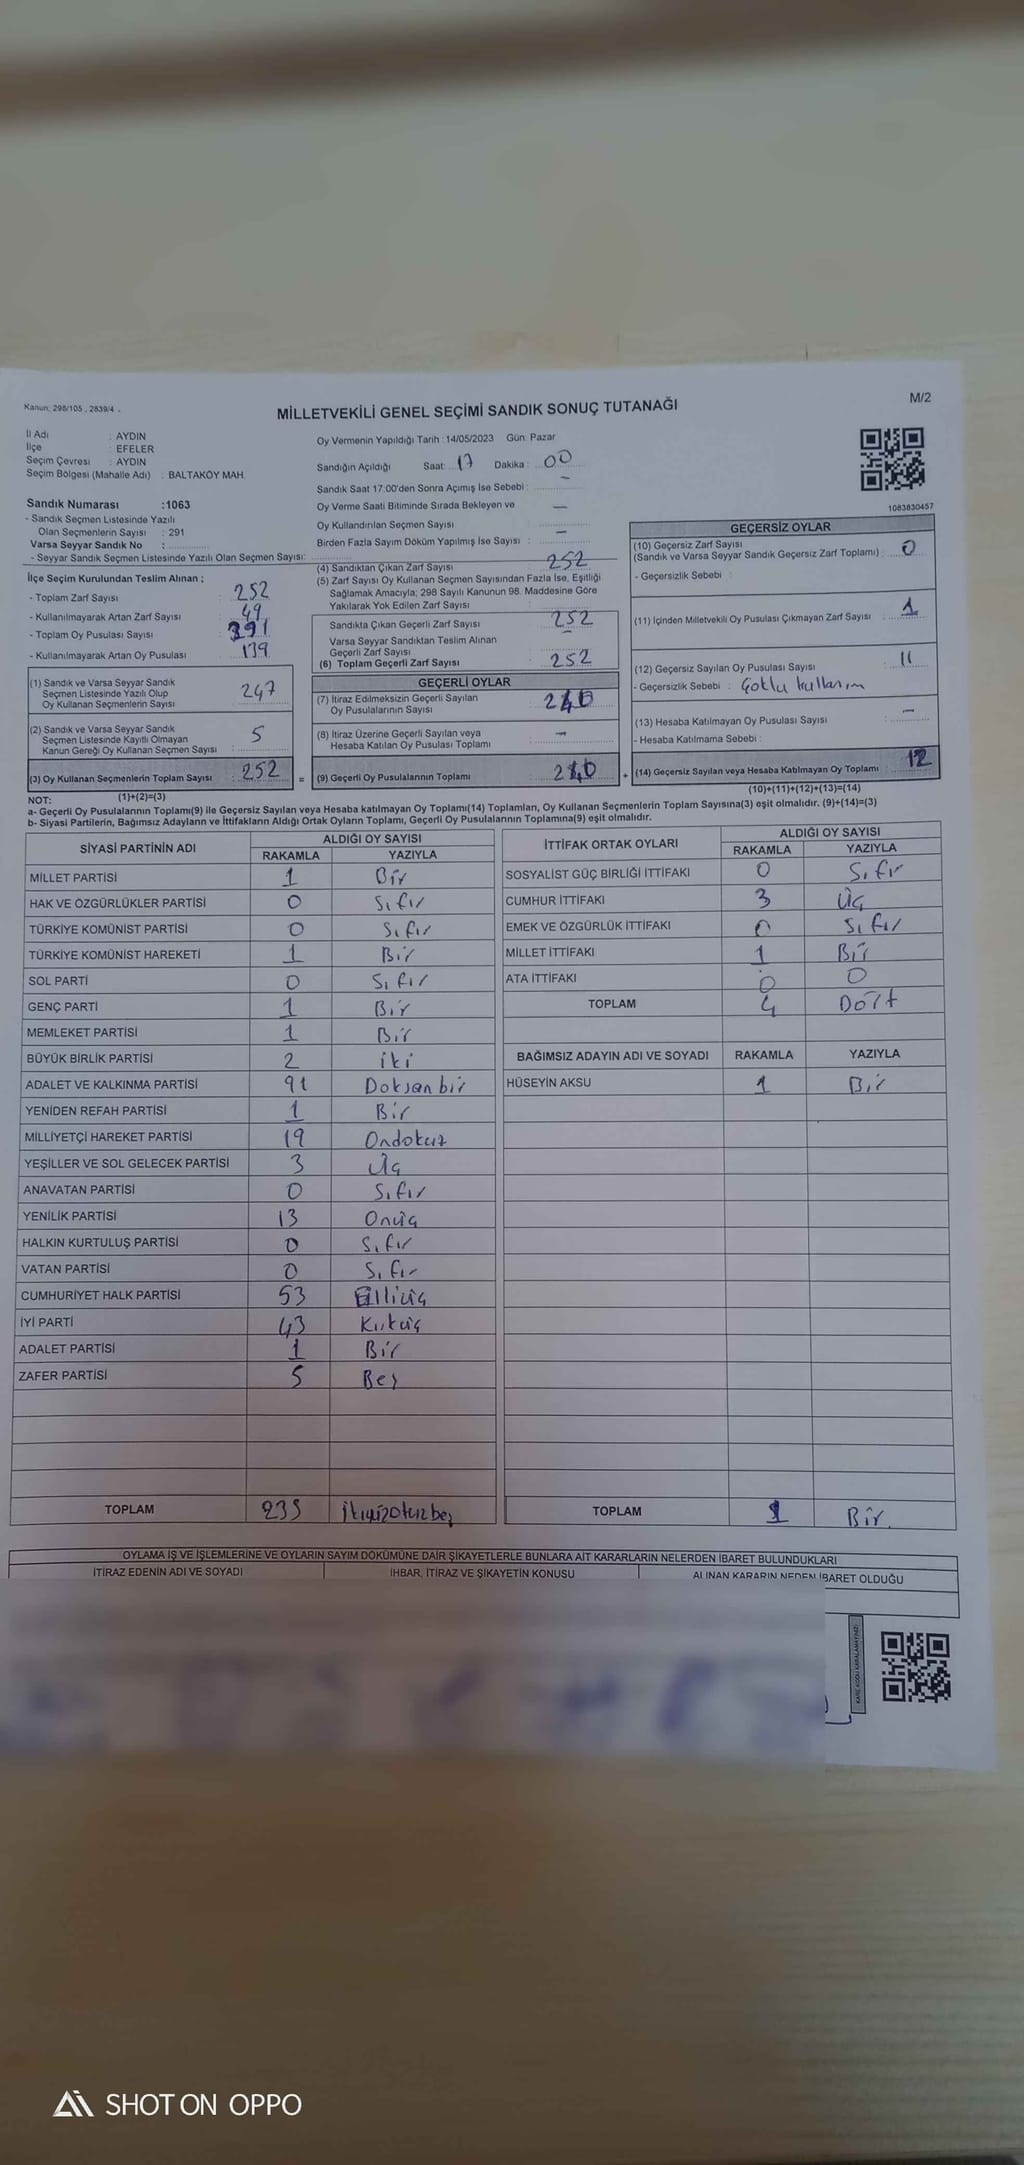 Kanun: 298/105 , 2839/4 .
MİLLETVEKİLİ GENEL SEÇİMİ SANDIK SONUÇ TUTANAĞI
M/2
İl Adı : AYDIN
İlçe : EFELER
Seçim Çevresi : AYDIN
Seçim Bölgesi (Mahalle Adı) : BALTAKÖY MAH.
Sandık Numarası :1063
- Sandık Seçmen Listesinde Yazılı
Olan Seçmenlerin Sayısı : 291
Varsa Seyyar Sandık No :
- Seyyar Sandık Seçmen Listesinde Yazılı Olan Seçmen Sayısı:
Oy Vermenin Yapıldığı Tarih :14/05/2023 Gün: Pazar
Sandığın Açıldığı Saat: 17 Dakika : 00
Sandık Saat 17:00'den Sonra Açımış İse Sebebi : –
Oy Verme Saati Bitiminde Sırada Bekleyen ve
Oy Kullandırılan Seçmen Sayısı –
Birden Fazla Sayım Döküm Yapılmış İse Sayısı : –
1083830457
İlçe Seçim Kurulundan Teslim Alınan ;
- Toplam Zarf Sayısı : 252
- Kullanılmayarak Artan Zarf Sayısı : 49
- Toplam Oy Pusulası Sayısı : 391
- Kullanılmayarak Artan Oy Pusulası : 139
(1) Sandık ve Varsa Seyyar Sandık
Seçmen Listesinde Yazılı Olup
Oy Kullanan Seçmenlerin Sayısı : 247
(2) Sandık ve Varsa Seyyar Sandık
Seçmen Listesinde Kayıtlı Olmayan
Kanun Gereği Oy Kullanan Seçmen Sayısı : 5
(3) Oy Kullanan Seçmenlerin Toplam Sayısı : 252 =
(4) Sandıktan Çıkan Zarf Sayısı : 252
(5) Zarf Sayısı Oy Kullanan Seçmen Sayısından Fazla İse, Eşitliği
Sağlamak Amacıyla; 298 Sayılı Kanunun 98. Maddesine Göre
Yakılarak Yok Edilen Zarf Sayısı :
Sandıkta Çıkan Geçerli Zarf Sayısı : 252
Varsa Seyyar Sandıktan Teslim Alınan
Geçerli Zarf Sayısı : –
(6) Toplam Geçerli Zarf Sayısı : 252
GEÇERLİ OYLAR
(7) İtiraz Edilmeksizin Geçerli Sayılan
Oy Pusulalarının Sayısı : 240
(8) İtiraz Üzerine Geçerli Sayılan veya
Hesaba Katılan Oy Pusulası Toplamı : –
(9) Geçerli Oy Pusulalarının Toplamı : 240 +
GEÇERSİZ OYLAR
(10) Geçersiz Zarf Sayısı
(Sandık ve Varsa Seyyar Sandık Geçersiz Zarf Toplamı) : 0
- Geçersizlik Sebebi :
(11) İçinden Milletvekili Oy Pusulası Çıkmayan Zarf Sayısı : 1
(12) Geçersiz Sayılan Oy Pusulası Sayısı : 11
- Geçersizlik Sebebi : Çoklu kullanım
(13) Hesaba Katılmayan Oy Pusulası Sayısı : –
- Hesaba Katılmama Sebebi :
(14) Geçersiz Sayılan veya Hesaba Katılmayan Oy Toplamı : 12
NOT: (1)+(2)=(3)
(10)+(11)+(12)+(13)=(14)
a- Geçerli Oy Pusulalarının Toplamı(9) ile Geçersiz Sayılan veya Hesaba katılmayan Oy Toplamı(14) Toplamları, Oy Kullanan Seçmenlerin Toplam Sayısına(3) eşit olmalıdır. (9)+(14)=(3)
b- Siyasi Partilerin, Bağımsız Adayların ve İttifakların Aldığı Ortak Oyların Toplamı, Geçerli Oy Pusulalarının Toplamına(9) eşit olmalıdır.
SİYASİ PARTİNİN ADI ALDIĞI OY SAYISI
RAKAMLA YAZIYLA
MİLLET PARTİSİ 1 Bir
HAK VE ÖZGÜRLÜKLER PARTİSİ 0 Sıfır
TÜRKİYE KOMÜNİST PARTİSİ 0 Sıfır
TÜRKİYE KOMÜNİST HAREKETİ 1 Bir
SOL PARTİ 0 Sıfır
GENÇ PARTİ 1 Bir
MEMLEKET PARTİSİ 1 Bir
BÜYÜK BİRLİK PARTİSİ 2 iki
ADALET VE KALKINMA PARTİSİ 91 Doksan bir
YENİDEN REFAH PARTİSİ 1 Bir
MİLLİYETÇİ HAREKET PARTİSİ 19 Ondokuz
YEŞİLLER VE SOL GELECEK PARTİSİ 3 Üç
ANAVATAN PARTİSİ 0 Sıfır
YENİLİK PARTİSİ 13 Onüç
HALKIN KURTULUŞ PARTİSİ 0 Sıfır
VATAN PARTİSİ 0 Sıfır
CUMHURİYET HALK PARTİSİ 53 Elliüç
İYİ PARTİ 43 Kırküç
ADALET PARTİSİ 1 Bir
ZAFER PARTİSİ 5 Beş
TOPLAM 235 ikiyüzotuzbeş
İTTİFAK ORTAK OYLARI ALDIĞI OY SAYISI
RAKAMLA YAZIYLA
SOSYALİST GÜÇ BİRLİĞİ İTTİFAKI 0 Sıfır
CUMHUR İTTİFAKI 3 Üç
EMEK VE ÖZGÜRLÜK İTTİFAKI 0 Sıfır
MİLLET İTTİFAKI 1 Bir
ATA İTTİFAKI 0 0
TOPLAM 4 Dört
BAĞIMSIZ ADAYIN ADI VE SOYADI RAKAMLA YAZIYLA
HÜSEYİN AKSU 1 Bir
TOPLAM 1 Bir
OYLAMA İŞ VE İŞLEMLERİNE VE OYLARIN SAYIM DÖKÜMÜNE DAİR ŞİKAYETLERLE BUNLARA AİT KARARLARIN NELERDEN İBARET BULUNDUKLARI
İTİRAZ EDENİN ADI VE SOYADI İHBAR, İTİRAZ VE ŞİKAYETİN KONUSU ALINAN KARARIN NEDEN İBARET OLDUĞU
KARE KODU KARALAMAYINIZ
SHOT ON OPPO